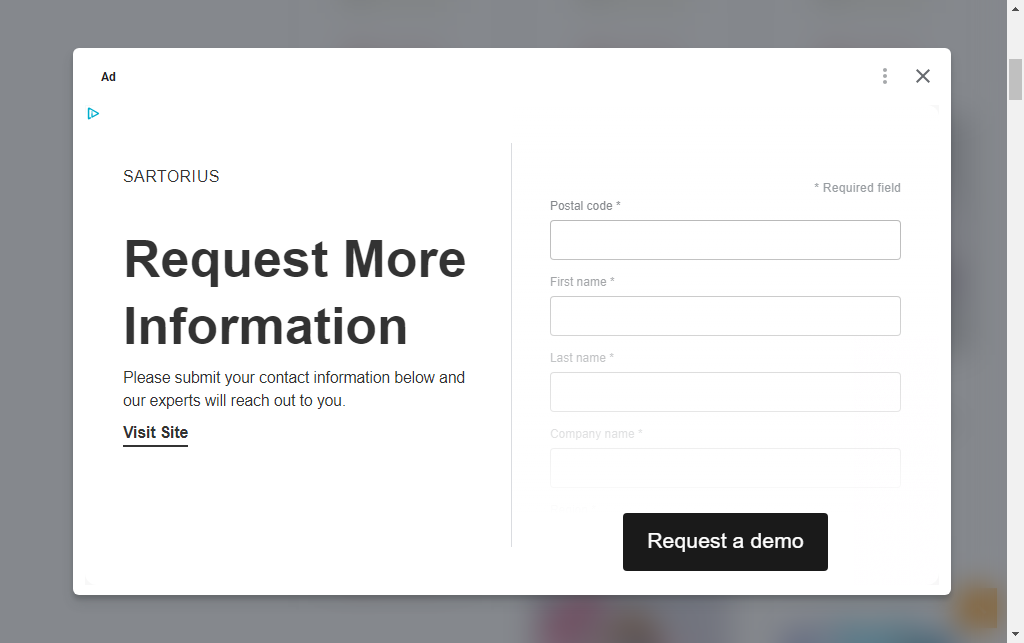 Ad
SARTORIUS
Request More
Information
Please submit your contact information below and
our experts will reach out to you.
Visit Site
* Required field
Postal code *
First name *
Last name *
Company name *
Request a demo